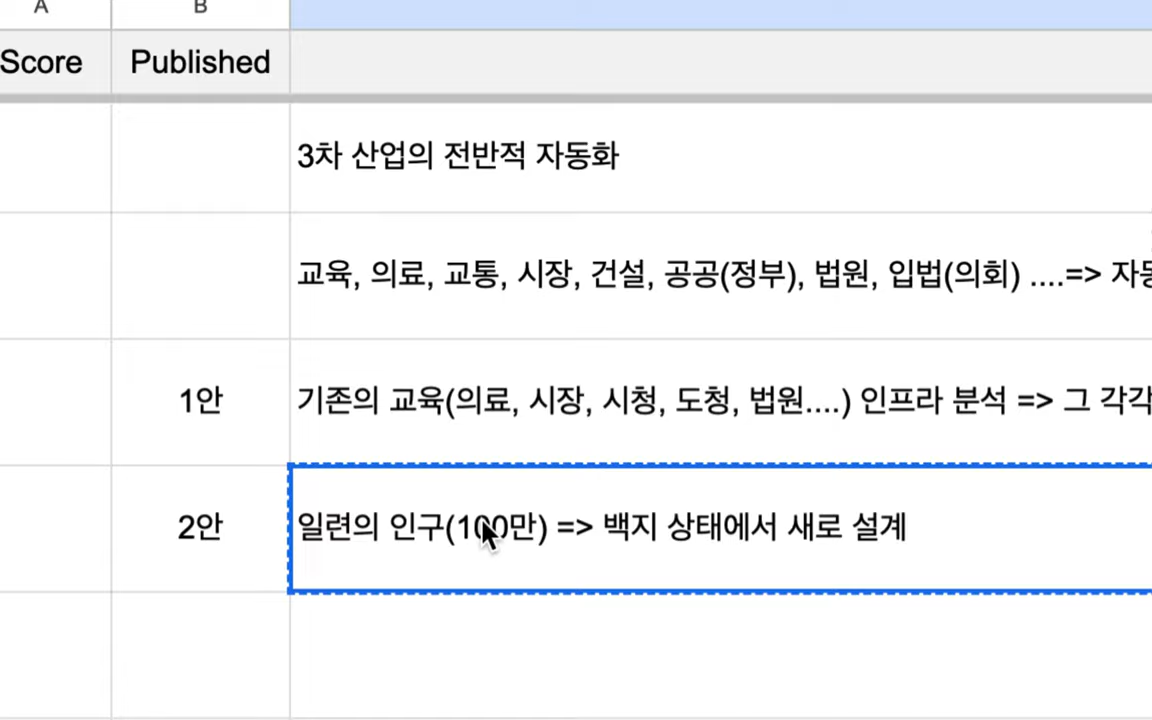 A B
Score Published
3차 산업의 전반적 자동화
교육, 의료, 교통, 시장, 건설, 공공(정부), 법원, 입법(의회) ....=> 자동
1안 기존의 교육(의료, 시장, 시청, 도청, 법원....) 인프라 분석 => 그 각각
2안 일련의 인구(100만) => 백지 상태에서 새로 설계